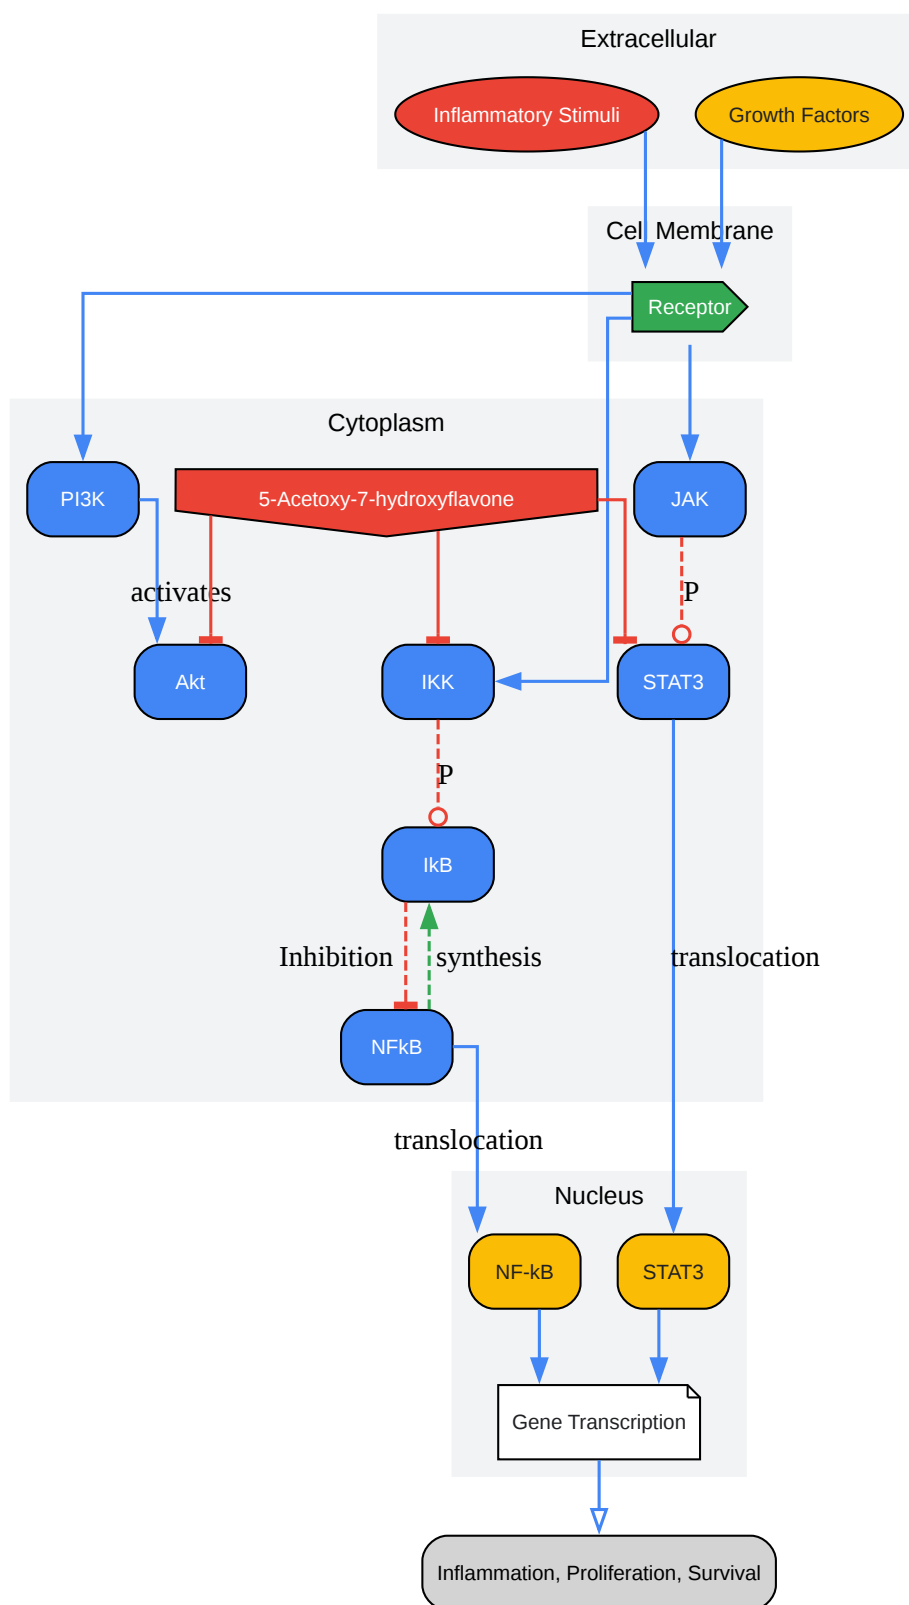 Extracellular
Inflammatory Stimuli
Growth Factors
Cell Membrane
Receptor
Cytoplasm
PI3K
5-Acetoxy-7-hydroxyflavone
JAK
activates
P
Akt
IKK
STAT3
P
IkB
Inhibition
synthesis
translocation
NFkB
translocation
Nucleus
NF-kB
STAT3
Gene Transcription
Inflammation, Proliferation, Survival